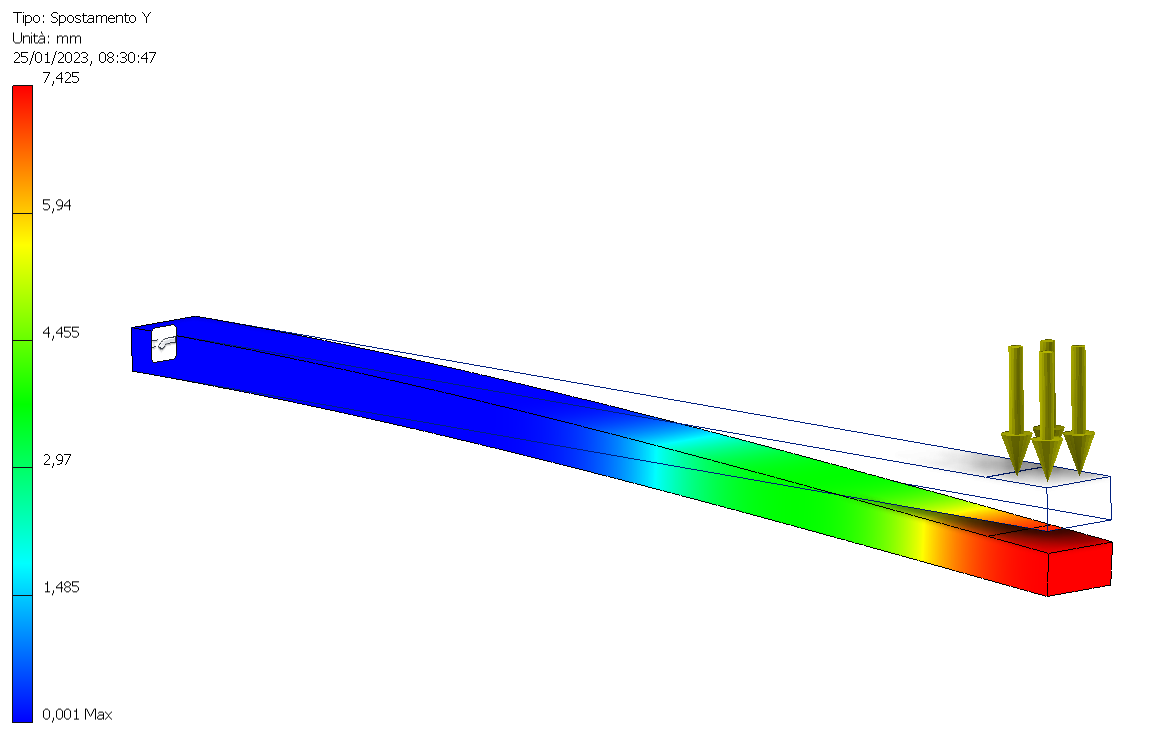 Tipo: Spostamento Y
Unità: mm
25/01/2023, 08:30:47
7,425
5,94
4,455
2,97
1,485
0,001 Max